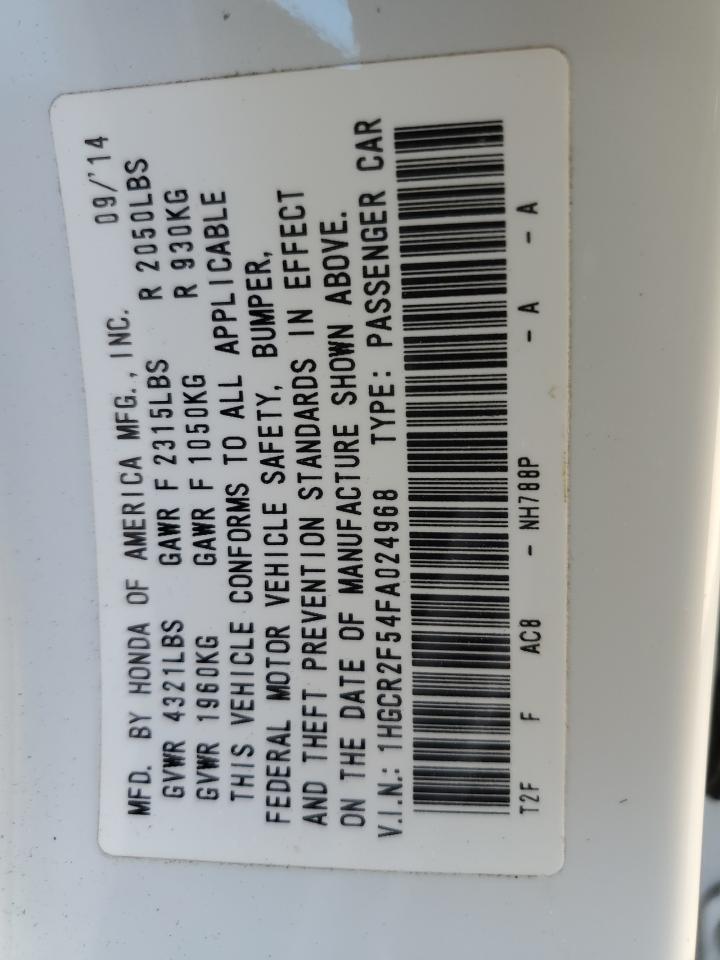 MFD. BY HONDA OF AMERICA MFG., INC. 09/'14
GVWR 4321LBS GAWR F 2315LBS R 2050LBS
GVWR 1960KG GAWR F 1050KG R 930KG
THIS VEHICLE CONFORMS TO ALL APPLICABLE
FEDERAL MOTOR VEHICLE SAFETY, BUMPER,
AND THEFT PREVENTION STANDARDS IN EFFECT
ON THE DATE OF MANUFACTURE SHOWN ABOVE.
V.I.N.: 1HGCR2F54FA024968 TYPE: PASSENGER CAR
T2F F AC8 - NH788P - A - A